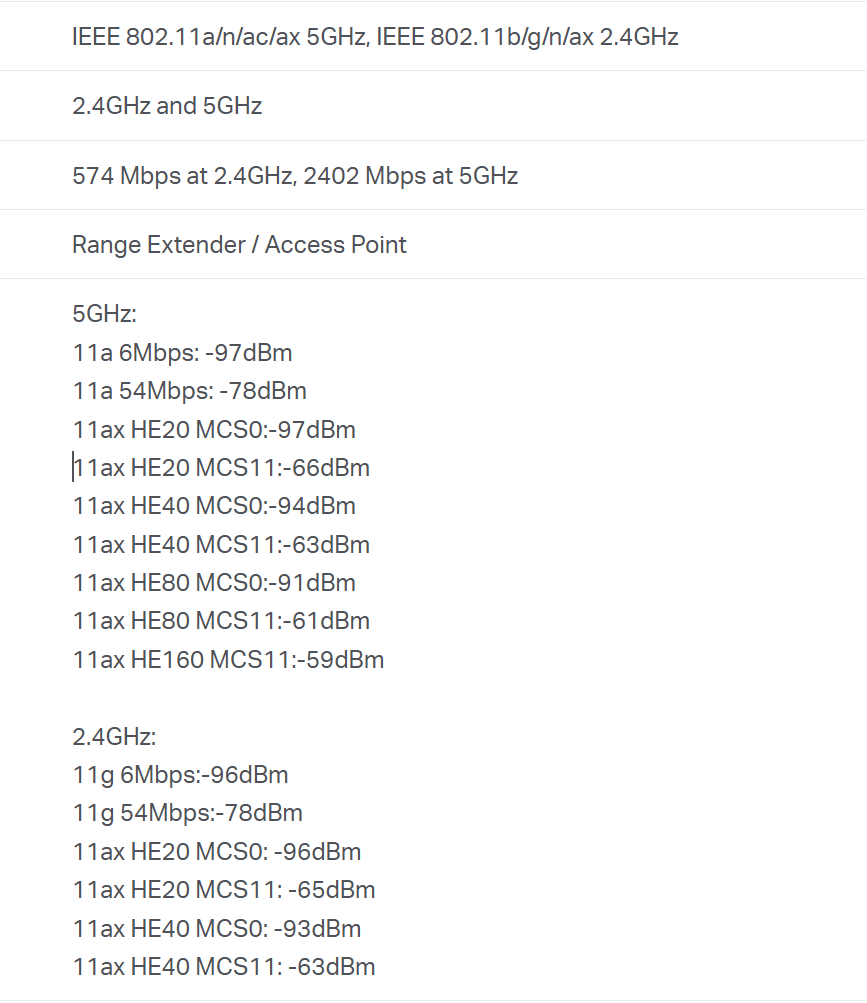 IEEE 802.11a/n/ac/ax 5GHz, IEEE 802.11b/g/n/ax 2.4GHz
2.4GHz and 5GHz
574 Mbps at 2.4GHz, 2402 Mbps at 5GHz
Range Extender / Access Point
5GHz:
11a 6Mbps: -97dBm
11a 54Mbps: -78dBm
11ax HE20 MCS0:-97dBm
11ax HE20 MCS11:-66dBm
11ax HE40 MCS0:-94dBm
11ax HE40 MCS11:-63dBm
11ax HE80 MCS0:-91dBm
11ax HE80 MCS11:-61dBm
11ax HE160 MCS11:-59dBm
2.4GHz:
11g 6Mbps:-96dBm
11g 54Mbps:-78dBm
11ax HE20 MCS0: -96dBm
11ax HE20 MCS11: -65dBm
11ax HE40 MCS0: -93dBm
11ax HE40 MCS11: -63dBm